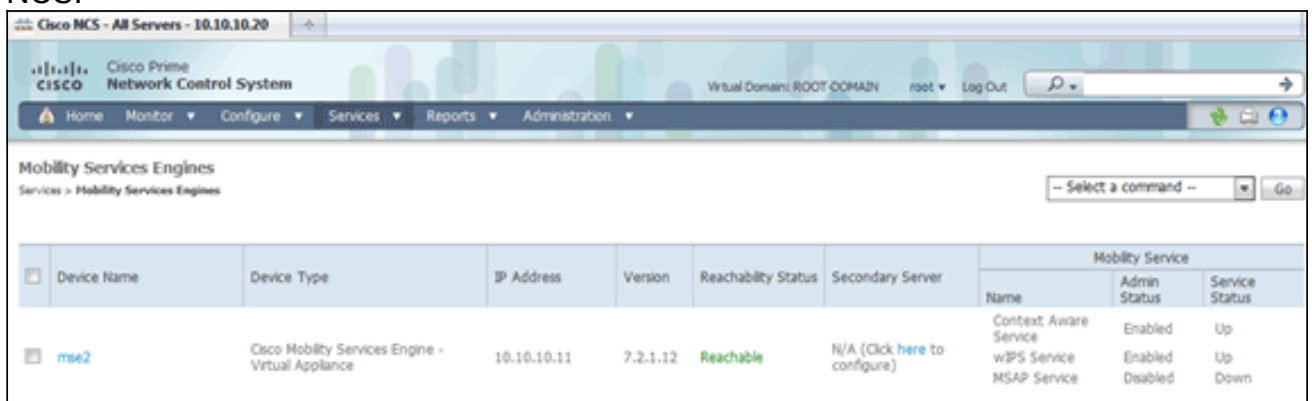 Cisco NCS - All Servers - 10.10.10.20
Cisco Prime
CISCO Network Control System
Virtual Domain: ROOT-DOMAIN root Log Out
Home Monitor Configure Services Reports Administration
Mobility Services Engines
Services > Mobility Services Engines
-- Select a command -- Go
Mobility Service
Device Name Device Type IP Address Version Reachability Status Secondary Server Name Admin Status Service Status
mse2 Cisco Mobility Services Engine - Virtual Appliance 10.10.10.11 7.2.1.12 Reachable N/A (Click here to configure)
Context Aware Service Enabled Up
wIPS Service Enabled Up
MSAP Service Disabled Down